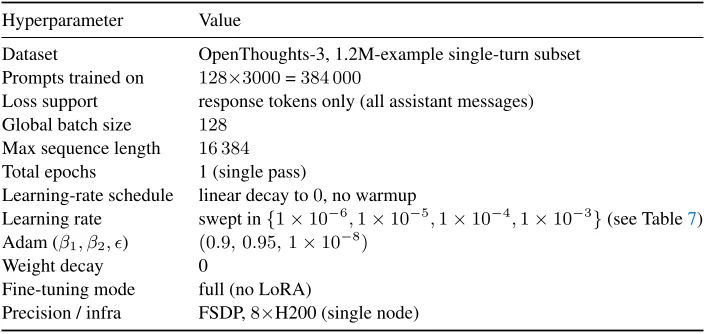 Hyperparameter Value
Dataset OpenThoughts-3, 1.2M-example single-turn subset
Prompts trained on 128×3000 = 384 000
Loss support response tokens only (all assistant messages)
Global batch size 128
Max sequence length 16 384
Total epochs 1 (single pass)
Learning-rate schedule linear decay to 0, no warmup
Learning rate swept in {1 × 10⁻⁶, 1 × 10⁻⁵, 1 × 10⁻⁴, 1 × 10⁻³} (see Table 7)
Adam (β₁, β₂, ϵ) (0.9, 0.95, 1 × 10⁻⁸)
Weight decay 0
Fine-tuning mode full (no LoRA)
Precision / infra FSDP, 8×H200 (single node)